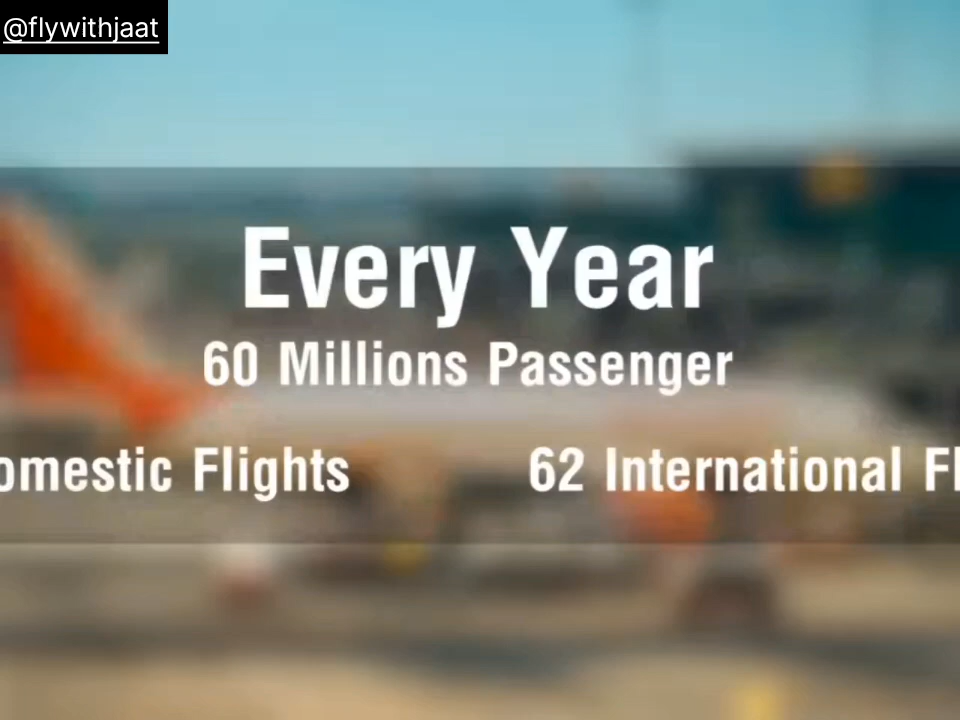 @flywithjaat
Every Year
60 Millions Passenger
omestic Flights 62 International Fl